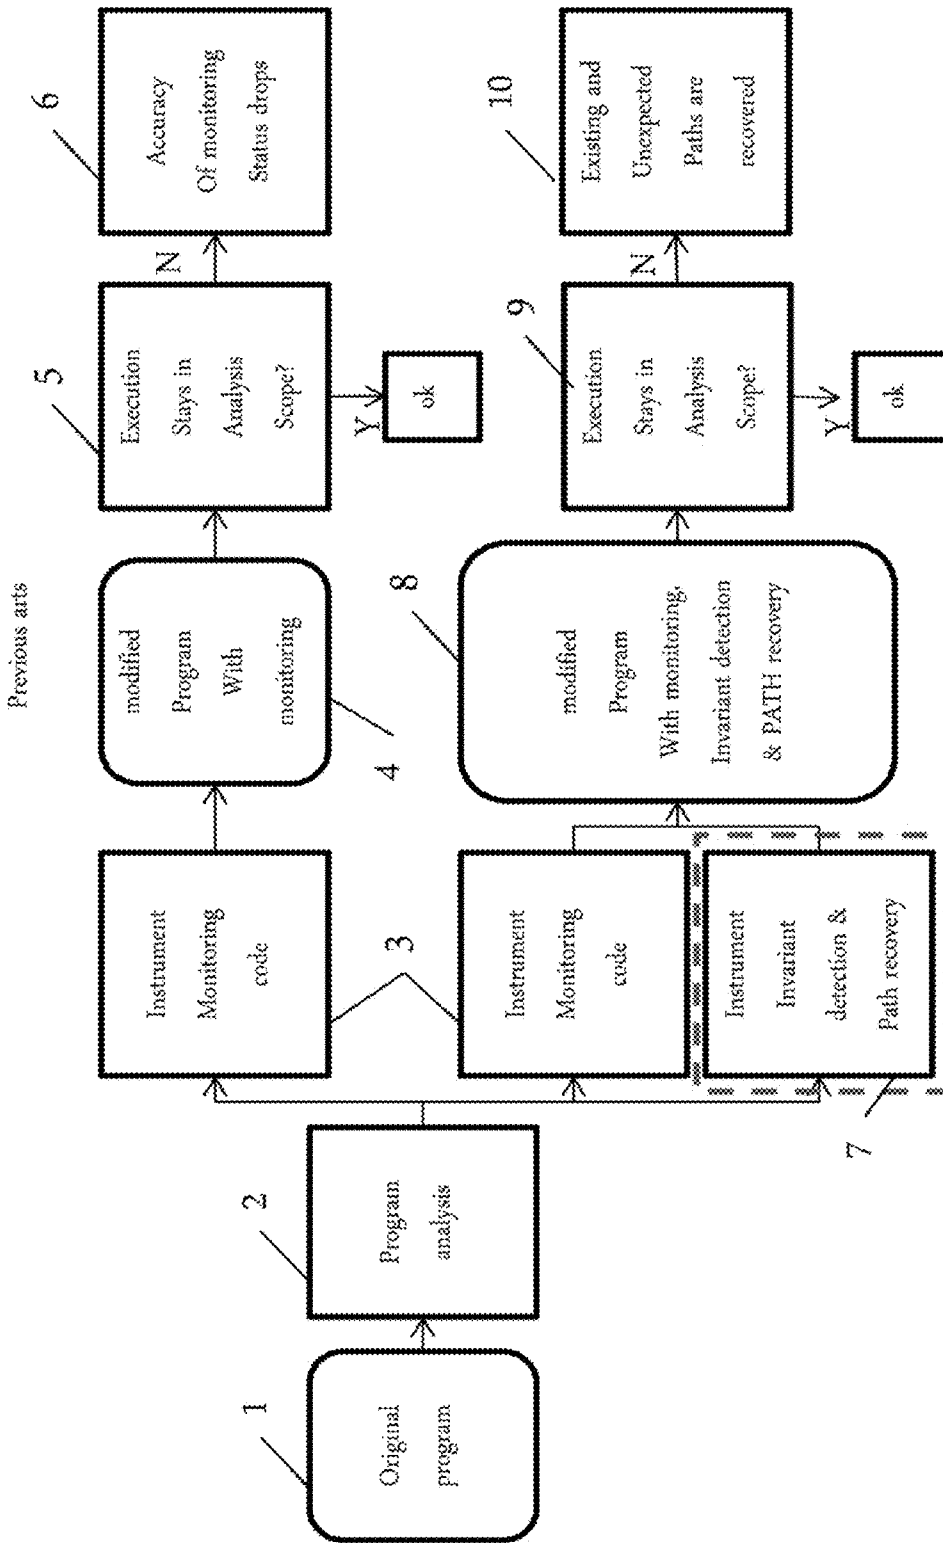 Previous arts
1
Original
program
2
Program
analysis
3
Instrument
Monitoring
code
4
modified
Program
With
monitoring
5
Execution
Stays in
Analysis
Scope?
N
Y
ok
6
Accuracy
Of monitoring
Status drops
Instrument
Monitoring
code
7
Instrument
Invariant
detection &
Path recovery
8
modified
Program
With monitoring,
Invariant detection
& PATH recovery
9
Execution
Stays in
Analysis
Scope?
N
Y
ok
10
Existing and
Unexpected
Paths are
recovered